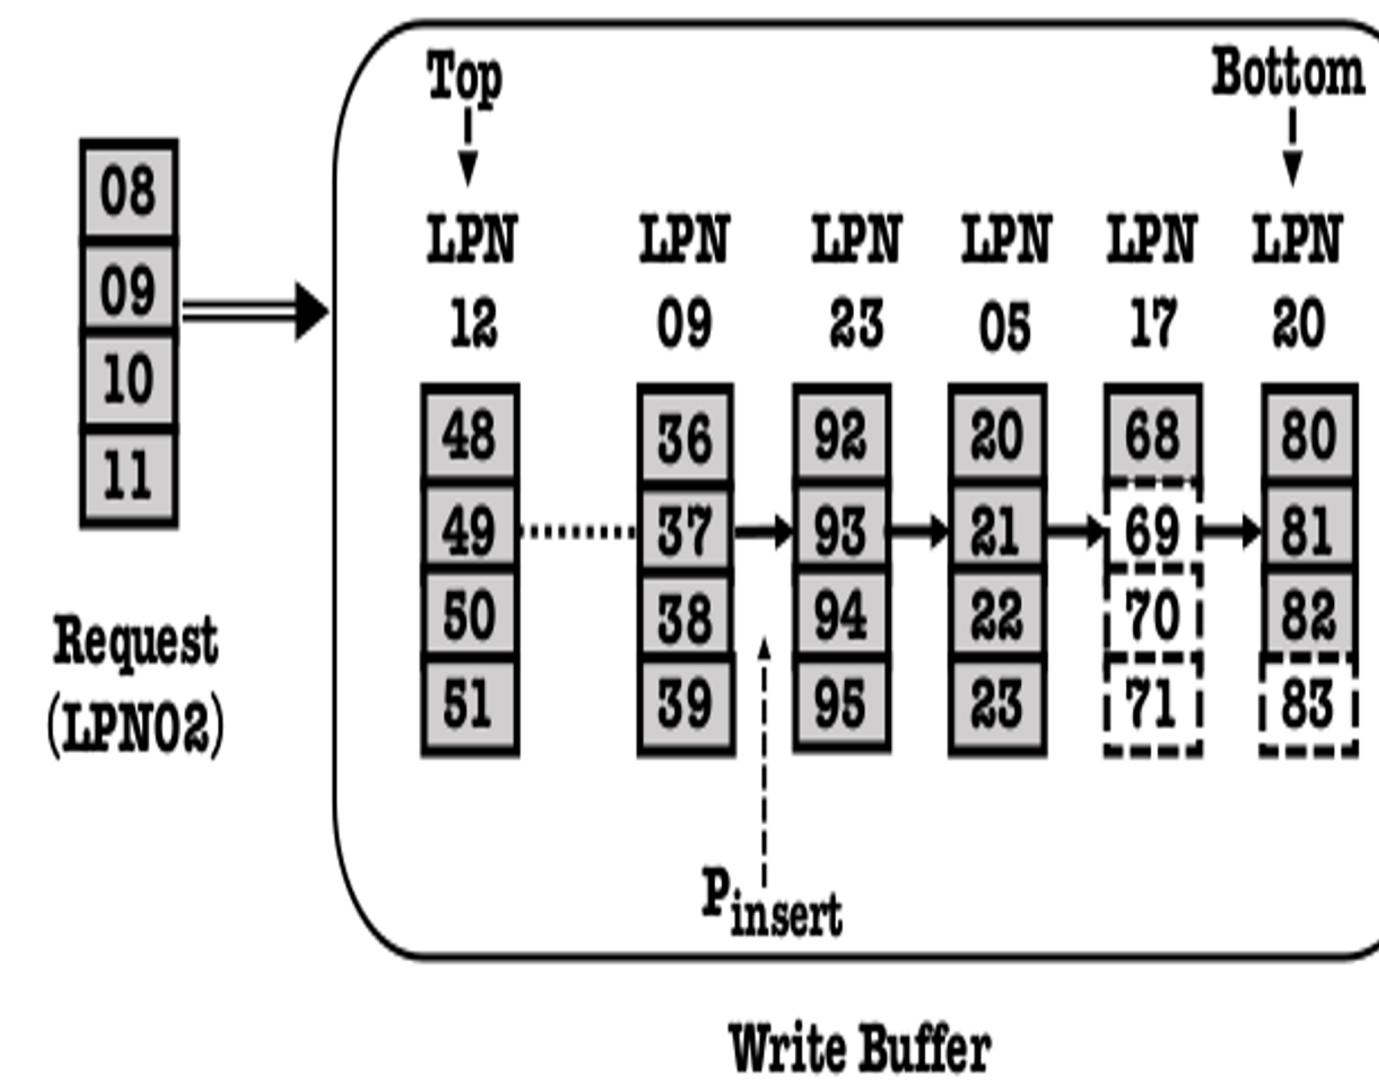 Top
Bottom
LPN LPN LPN LPN LPN LPN
12 09 23 05 17 20
08
09
10
11
Request
(LPN02)
48 36 92 20 68 80
49 37 93 21 69 81
50 38 94 22 70 82
51 39 95 23 71 83
Pinsert
Write Buffer